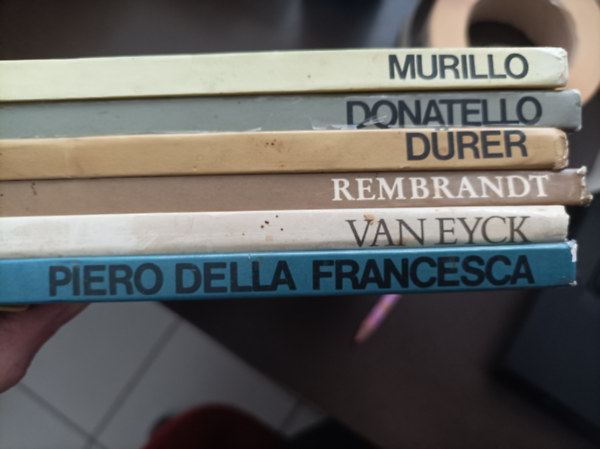 MURILLO
DONATELLO
DÜRER
REMBRANDT
VAN EYCK
PIERO DELLA FRANCESCA